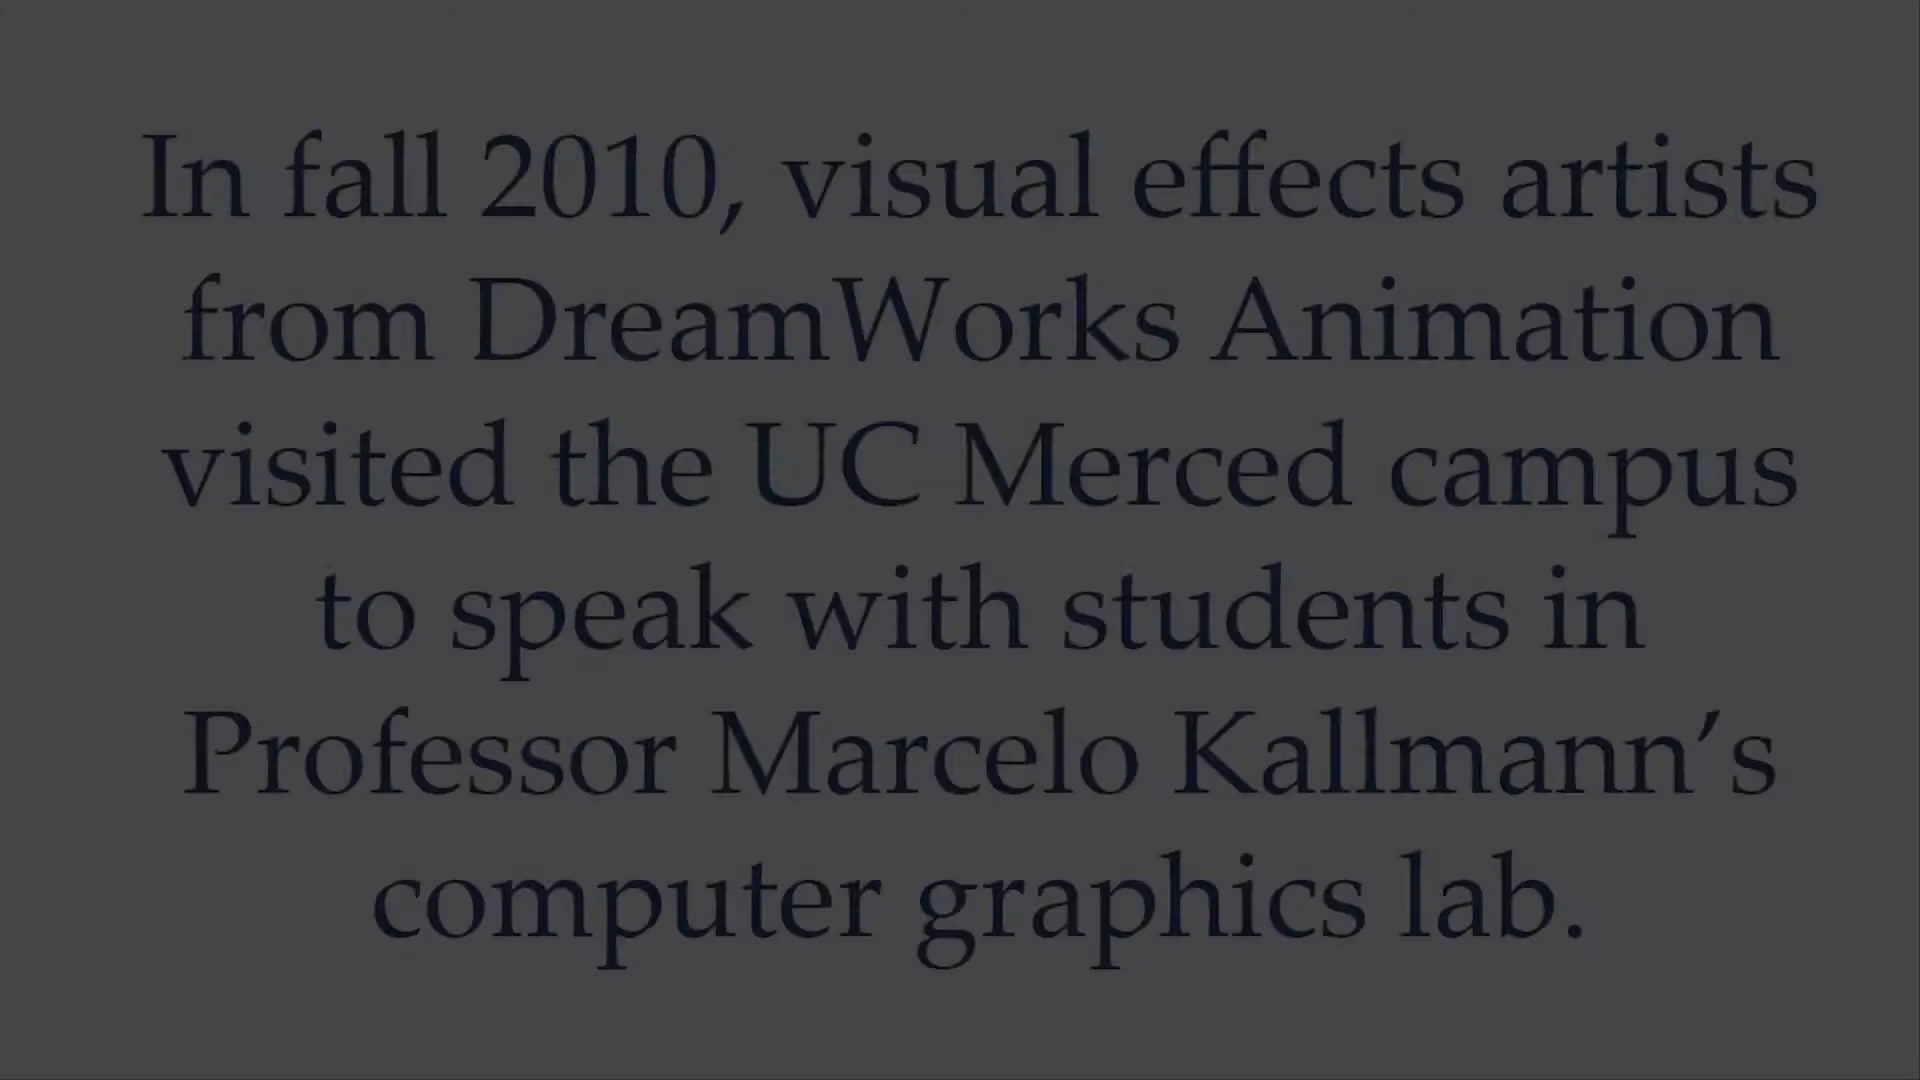 In fall 2010, visual effects artists
from DreamWorks Animation
visited the UC Merced campus
to speak with students in
Professor Marcelo Kallmann’s
computer graphics lab.